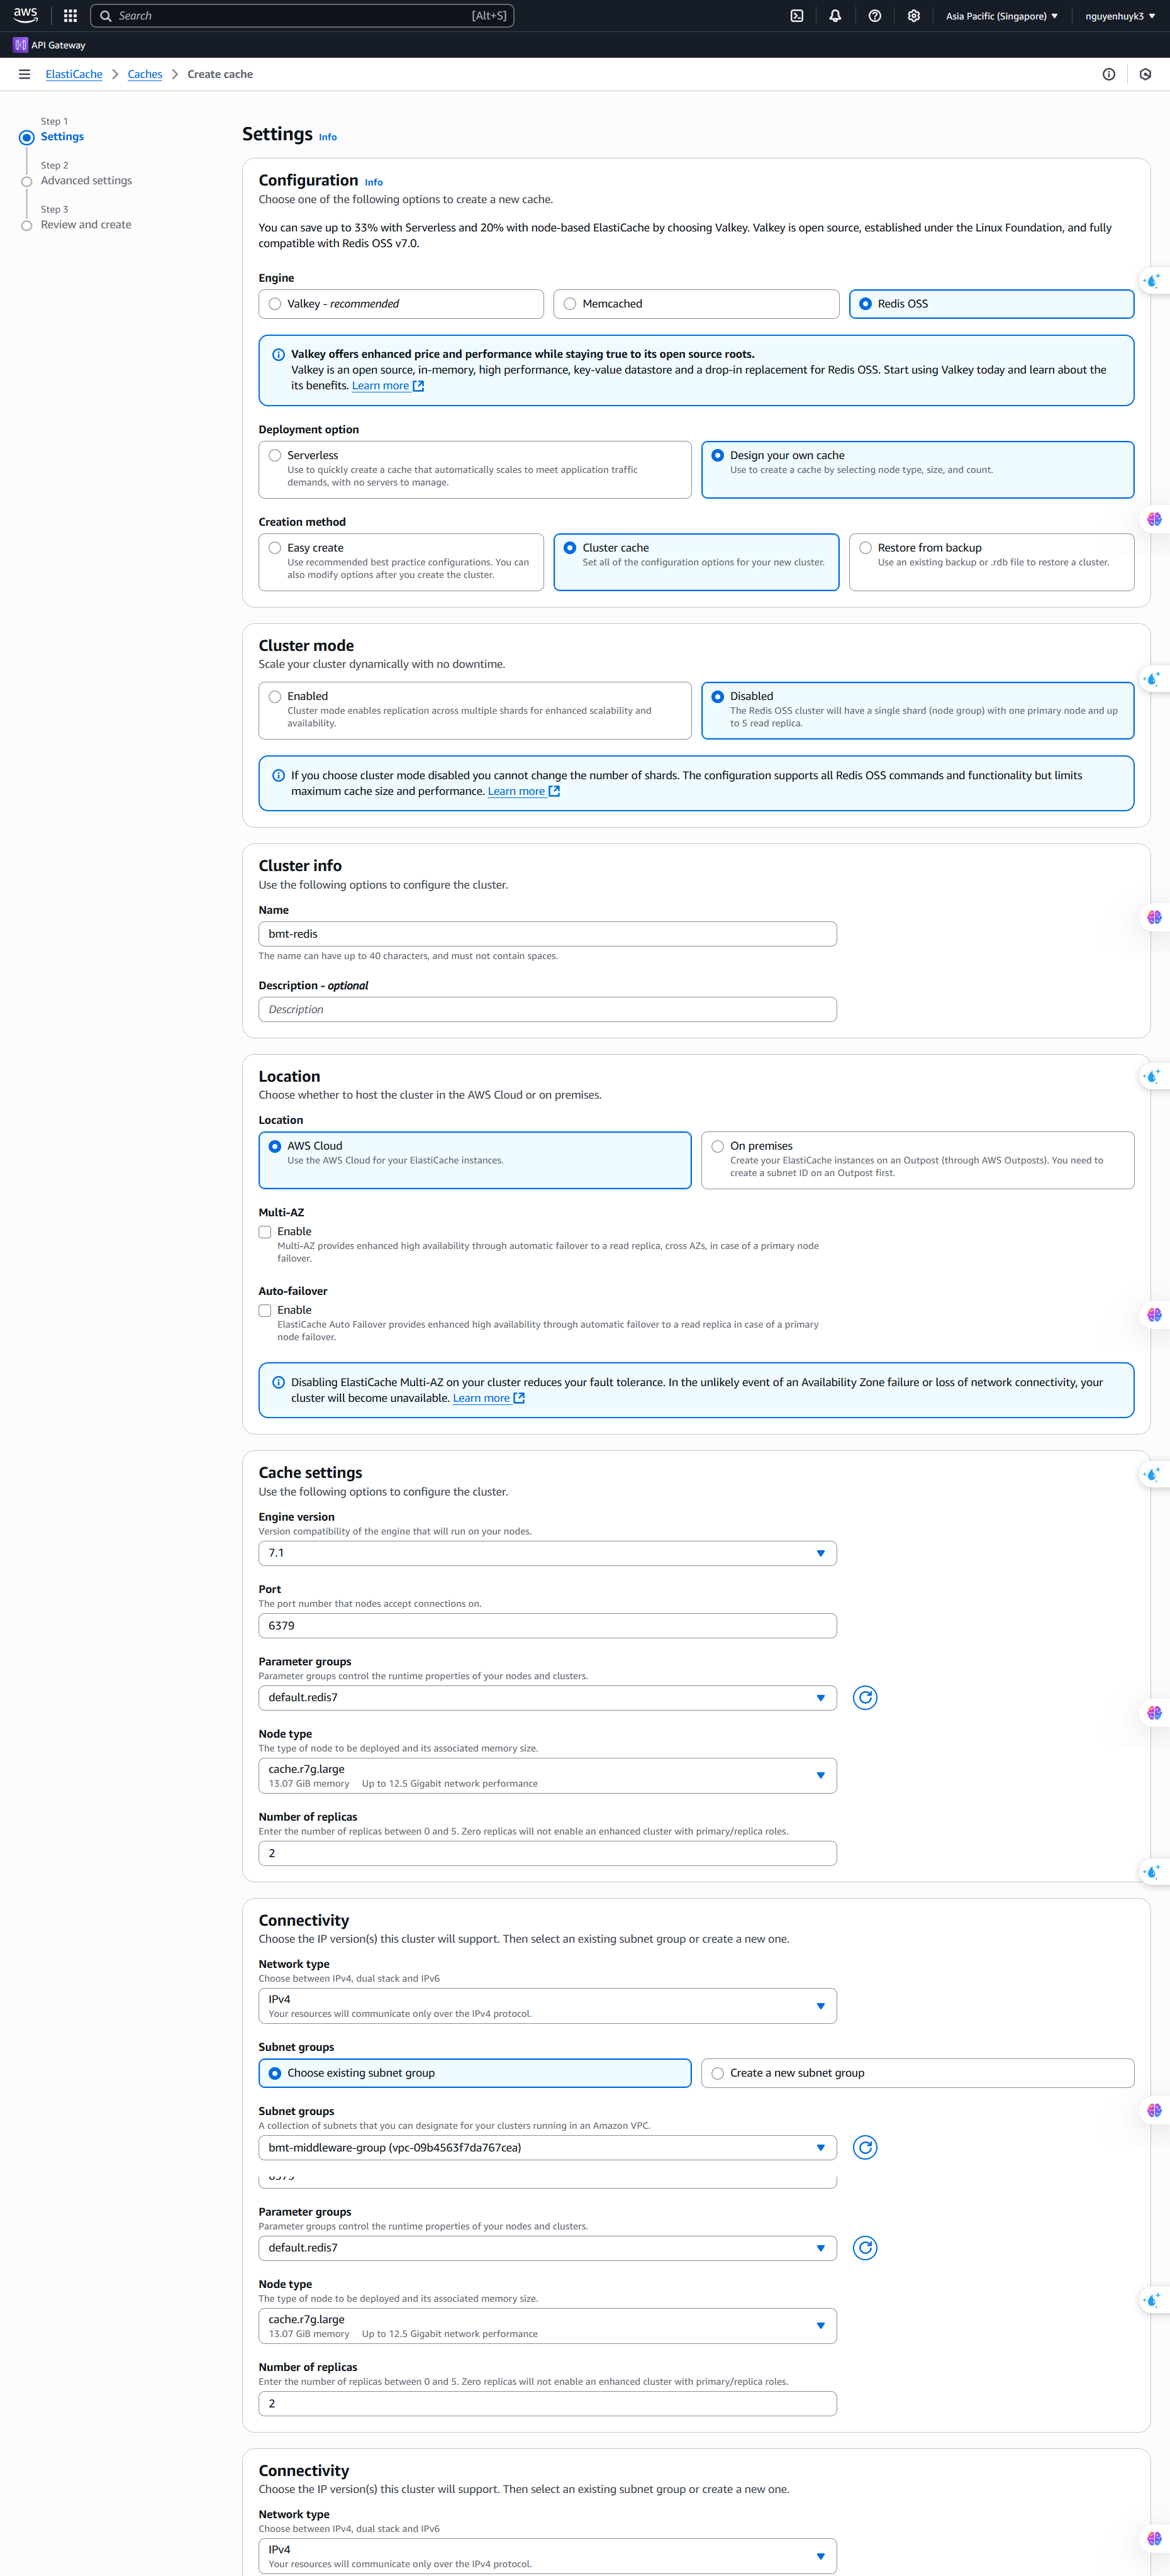 aws
Search
[Alt+S]
Asia Pacific (Singapore)
nguyenhuyk3
API Gateway
ElastiCache
Caches
Create cache
Step 1
Settings
Step 2
Advanced settings
Step 3
Review and create
Settings Info
Configuration Info
Choose one of the following options to create a new cache.
You can save up to 33% with Serverless and 20% with node-based ElastiCache by choosing Valkey. Valkey is open source, established under the Linux Foundation, and fully
compatible with Redis OSS v7.0.
Engine
Valkey - recommended
Memcached
Redis OSS
Valkey offers enhanced price and performance while staying true to its open source roots.
Valkey is an open source, in-memory, high performance, key-value datastore and a drop-in replacement for Redis OSS. Start using Valkey today and learn about the
its benefits. Learn more
Deployment option
Serverless
Use to quickly create a cache that automatically scales to meet application traffic
demands, with no servers to manage.
Design your own cache
Use to create a cache by selecting node type, size, and count.
Creation method
Easy create
Use recommended best practice configurations. You can
also modify options after you create the cluster.
Cluster cache
Set all of the configuration options for your new cluster.
Restore from backup
Use an existing backup or .rdb file to restore a cluster.
Cluster mode
Scale your cluster dynamically with no downtime.
Enabled
Cluster mode enables replication across multiple shards for enhanced scalability and
availability.
Disabled
The Redis OSS cluster will have a single shard (node group) with one primary node and up
to 5 read replica.
If you choose cluster mode disabled you cannot change the number of shards. The configuration supports all Redis OSS commands and functionality but limits
maximum cache size and performance. Learn more
Cluster info
Use the following options to configure the cluster.
Name
bmt-redis
The name can have up to 40 characters, and must not contain spaces.
Description - optional
Description
Location
Choose whether to host the cluster in the AWS Cloud or on premises.
Location
AWS Cloud
Use the AWS Cloud for your ElastiCache instances.
On premises
Create your ElastiCache instances on an Outpost (through AWS Outposts). You need to
create a subnet ID on an Outpost first.
Multi-AZ
Enable
Multi-AZ provides enhanced high availability through automatic failover to a read replica, cross AZs, in case of a primary node
failover.
Auto-failover
Enable
ElastiCache Auto Failover provides enhanced high availability through automatic failover to a read replica in case of a primary
node failover.
Disabling ElastiCache Multi-AZ on your cluster reduces your fault tolerance. In the unlikely event of an Availability Zone failure or loss of network connectivity, your
cluster will become unavailable. Learn more
Cache settings
Use the following options to configure the cluster.
Engine version
Version compatibility of the engine that will run on your nodes.
7.1
Port
The port number that nodes accept connections on.
6379
Parameter groups
Parameter groups control the runtime properties of your nodes and clusters.
default.redis7
Node type
The type of node to be deployed and its associated memory size.
cache.r7g.large
13.07 GiB memory Up to 12.5 Gigabit network performance
Number of replicas
Enter the number of replicas between 0 and 5. Zero replicas will not enable an enhanced cluster with primary/replica roles.
2
Connectivity
Choose the IP version(s) this cluster will support. Then select an existing subnet group or create a new one.
Network type
Choose between IPv4, dual stack and IPv6
IPv4
Your resources will communicate only over the IPv4 protocol.
Subnet groups
Choose existing subnet group
Create a new subnet group
Subnet groups
A collection of subnets that you can designate for your clusters running in an Amazon VPC.
bmt-middleware-group (vpc-09b4563f7da767cea)
Parameter groups
Parameter groups control the runtime properties of your nodes and clusters.
default.redis7
Node type
The type of node to be deployed and its associated memory size.
cache.r7g.large
13.07 GiB memory Up to 12.5 Gigabit network performance
Number of replicas
Enter the number of replicas between 0 and 5. Zero replicas will not enable an enhanced cluster with primary/replica roles.
2
Connectivity
Choose the IP version(s) this cluster will support. Then select an existing subnet group or create a new one.
Network type
Choose between IPv4, dual stack and IPv6
IPv4
Your resources will communicate only over the IPv4 protocol.